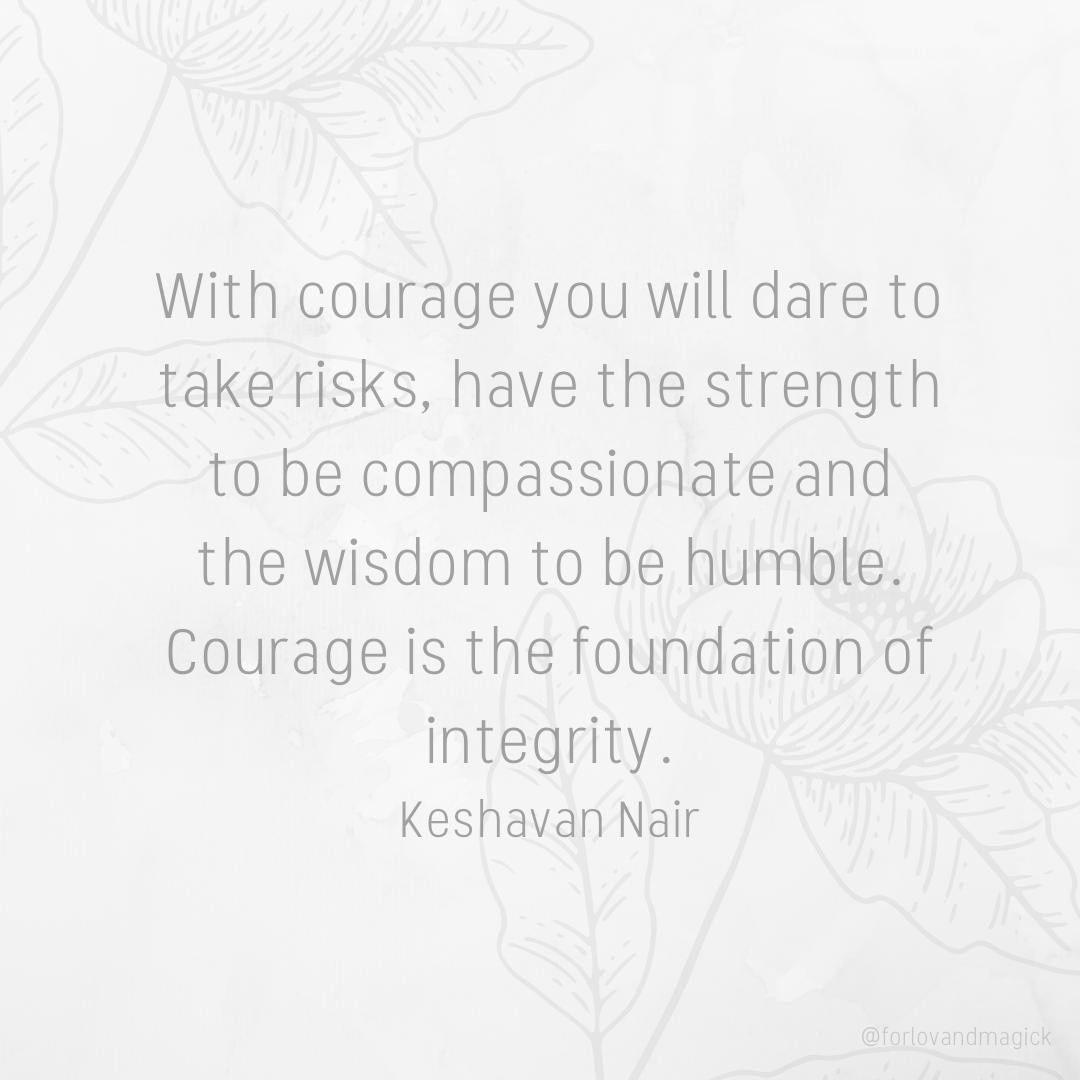 With courage you will dare to
take risks, have the strength
to be compassionate and
the wisdom to be humble.
Courage is the foundation of
integrity.
Keshavan Nair
@forlovandmagick